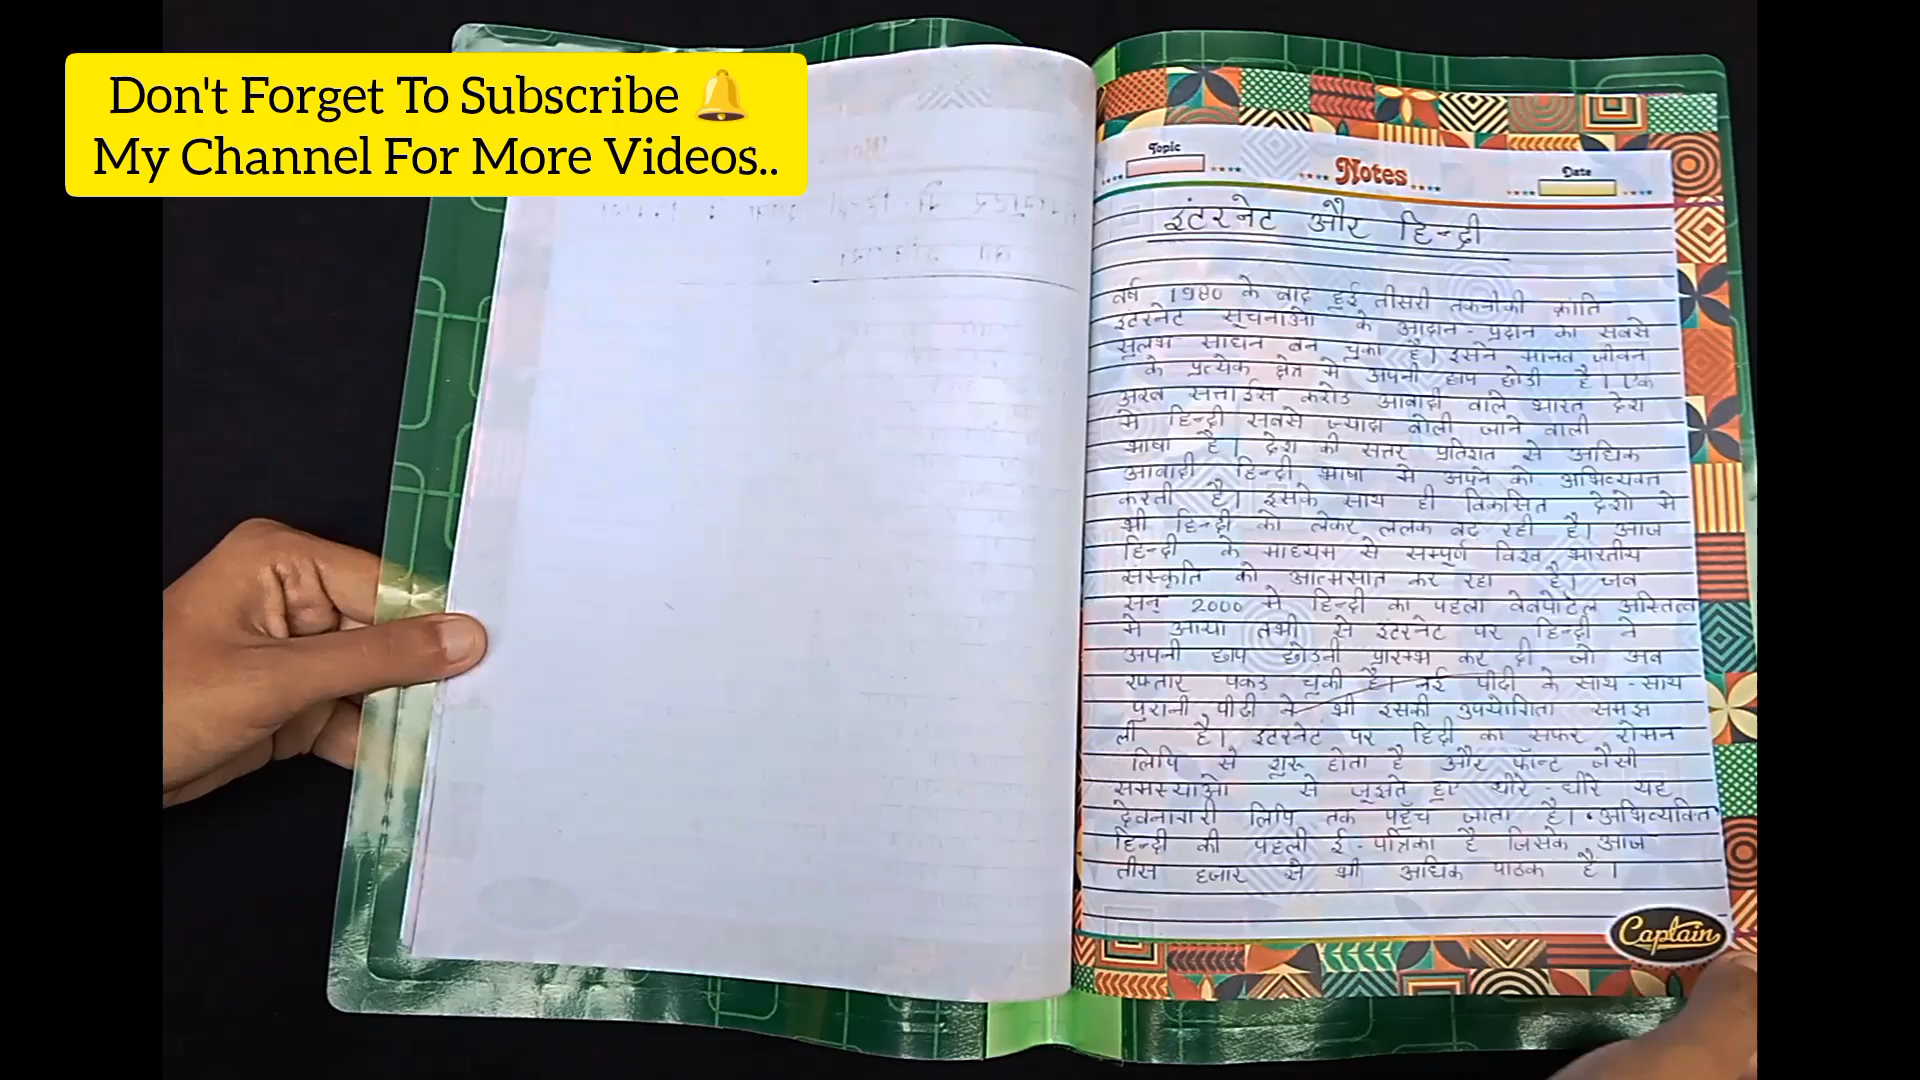 Don't Forget To Subscribe 🔔
My Channel For More Videos..
Topic
Notes
Date
इंटरनेट और हिन्दी
वर्ष 1980 के बाद हुई तीसरी तकनीकी क्रांति
इंटरनेट सूचनाओं के आदान-प्रदान का सबसे
सुलभ साधन बन चुका है। इसने मानव जीवन
के प्रत्येक क्षेत्र में अपनी छाप छोड़ी है। एक
अरब सत्ताईस करोड़ आबादी वाले भारत देश
मे हिन्दी सबसे ज्यादा बोली जाने वाली
भाषा है। देश की सत्तर प्रतिशत से अधिक
आबादी हिन्दी भाषा मे अपने को अभिव्यक्त
करती है। इसके साथ ही विकसित देशो मे
भी हिन्दी को लेकर ललक बढ रही है। आज
हिन्दी के माध्यम से सम्पूर्ण विश्व भारतीय
संस्कृति को आत्मसात कर रहा है। जब
सन् 2000 मे हिन्दी का पहला वेबपोर्टल अस्तित्व
मे आया तभी से इंटरनेट पर हिन्दी ने
अपनी छाप छोड़नी प्रारम्भ कर दी जो अब
रफ्तार पकड़ चुकी है। नई पीढी के साथ-साथ
पुरानी पीढी ने भी इसकी उपयोगिता समझ
ली है। इंटरनेट पर हिंदी का सफर रोमन
लिपि से शुरू होता है और फॉन्ट जैसी
समस्याओ से जूझते हुए धीरे-धीरे यह
देवनागरी लिपि तक पहुँच जाता है। 'अभिव्यक्ति'
हिन्दी की पहली ई-पत्रिका है जिसके आज
तीस हजार से भी अधिक पाठक है।
Captain